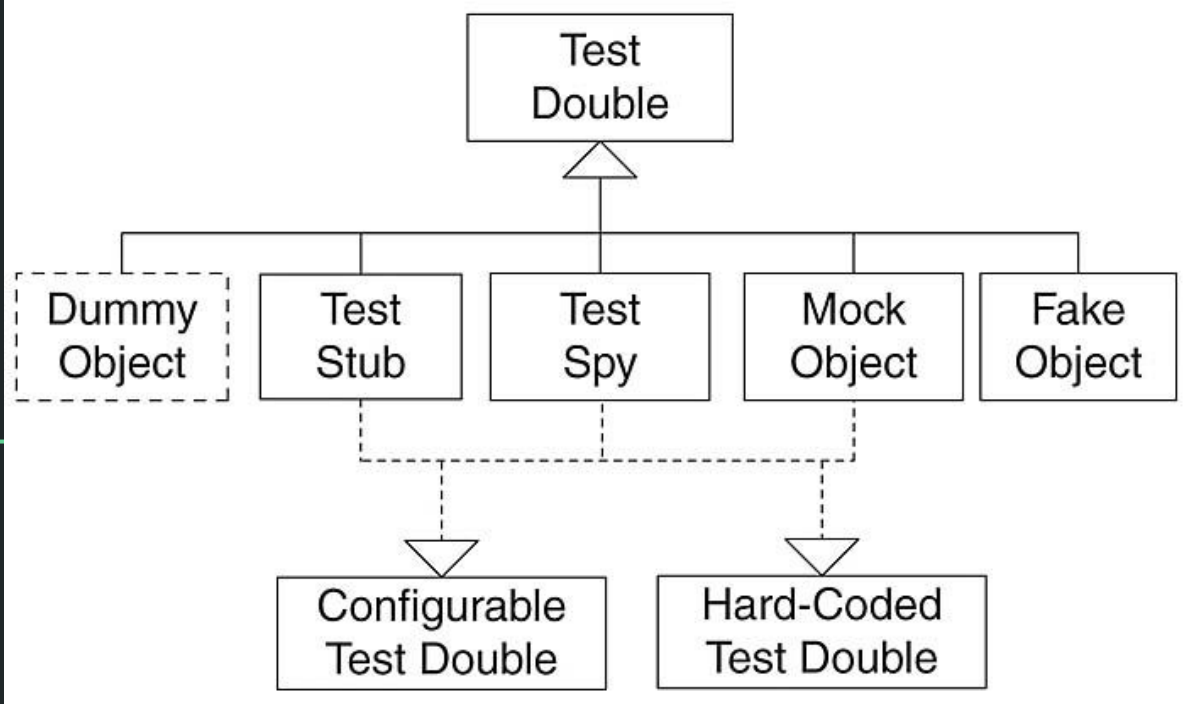 Test
Double
Dummy
Object
Test
Stub
Test
Spy
Mock
Object
Fake
Object
Configurable
Test Double
Hard-Coded
Test Double